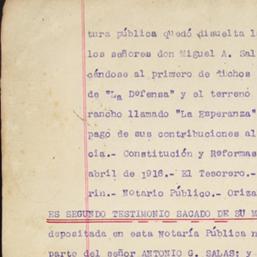 tura pública quedó disuelta l
los señores don Miguel A. Sal
cándose al primero de dichos
de "La Defensa" y el terreno
rancho llamado "La Esperanza"
pago de sus contribuciones al
cia.- Constitución y Reformas
abril de 1916.- El Tesorero.-
rin.- Notario Público.- Oriza
ES SEGUNDO TESTIMONIO SACADO DE SU M
depositada en esta Notaría Pública n
parte del señor ANTONIO G. SALAS; y